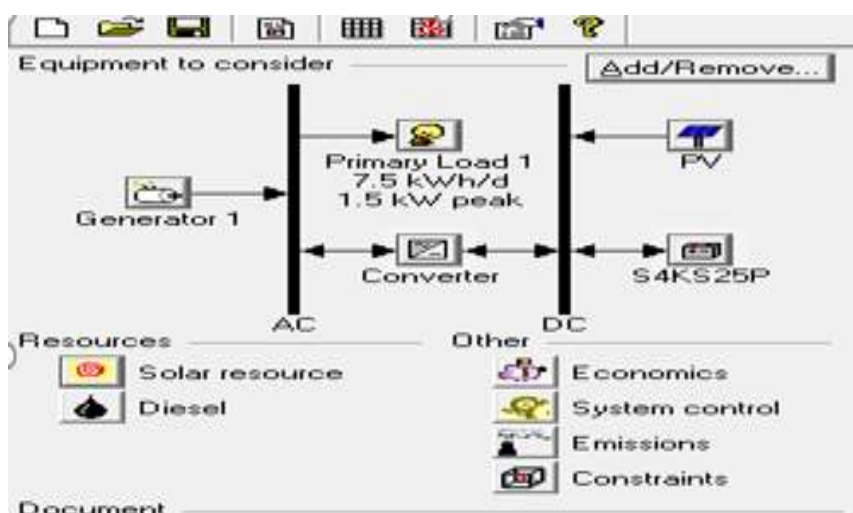 Equipment to consider
Add/Remove...
Primary Load 1
7.5 kWh/d
1.5 kW peak
PV
Generator 1
Converter
S4KS25P
AC
DC
Resources
Other
Solar resource
Economics
Diesel
System control
Emissions
Constraints
Document